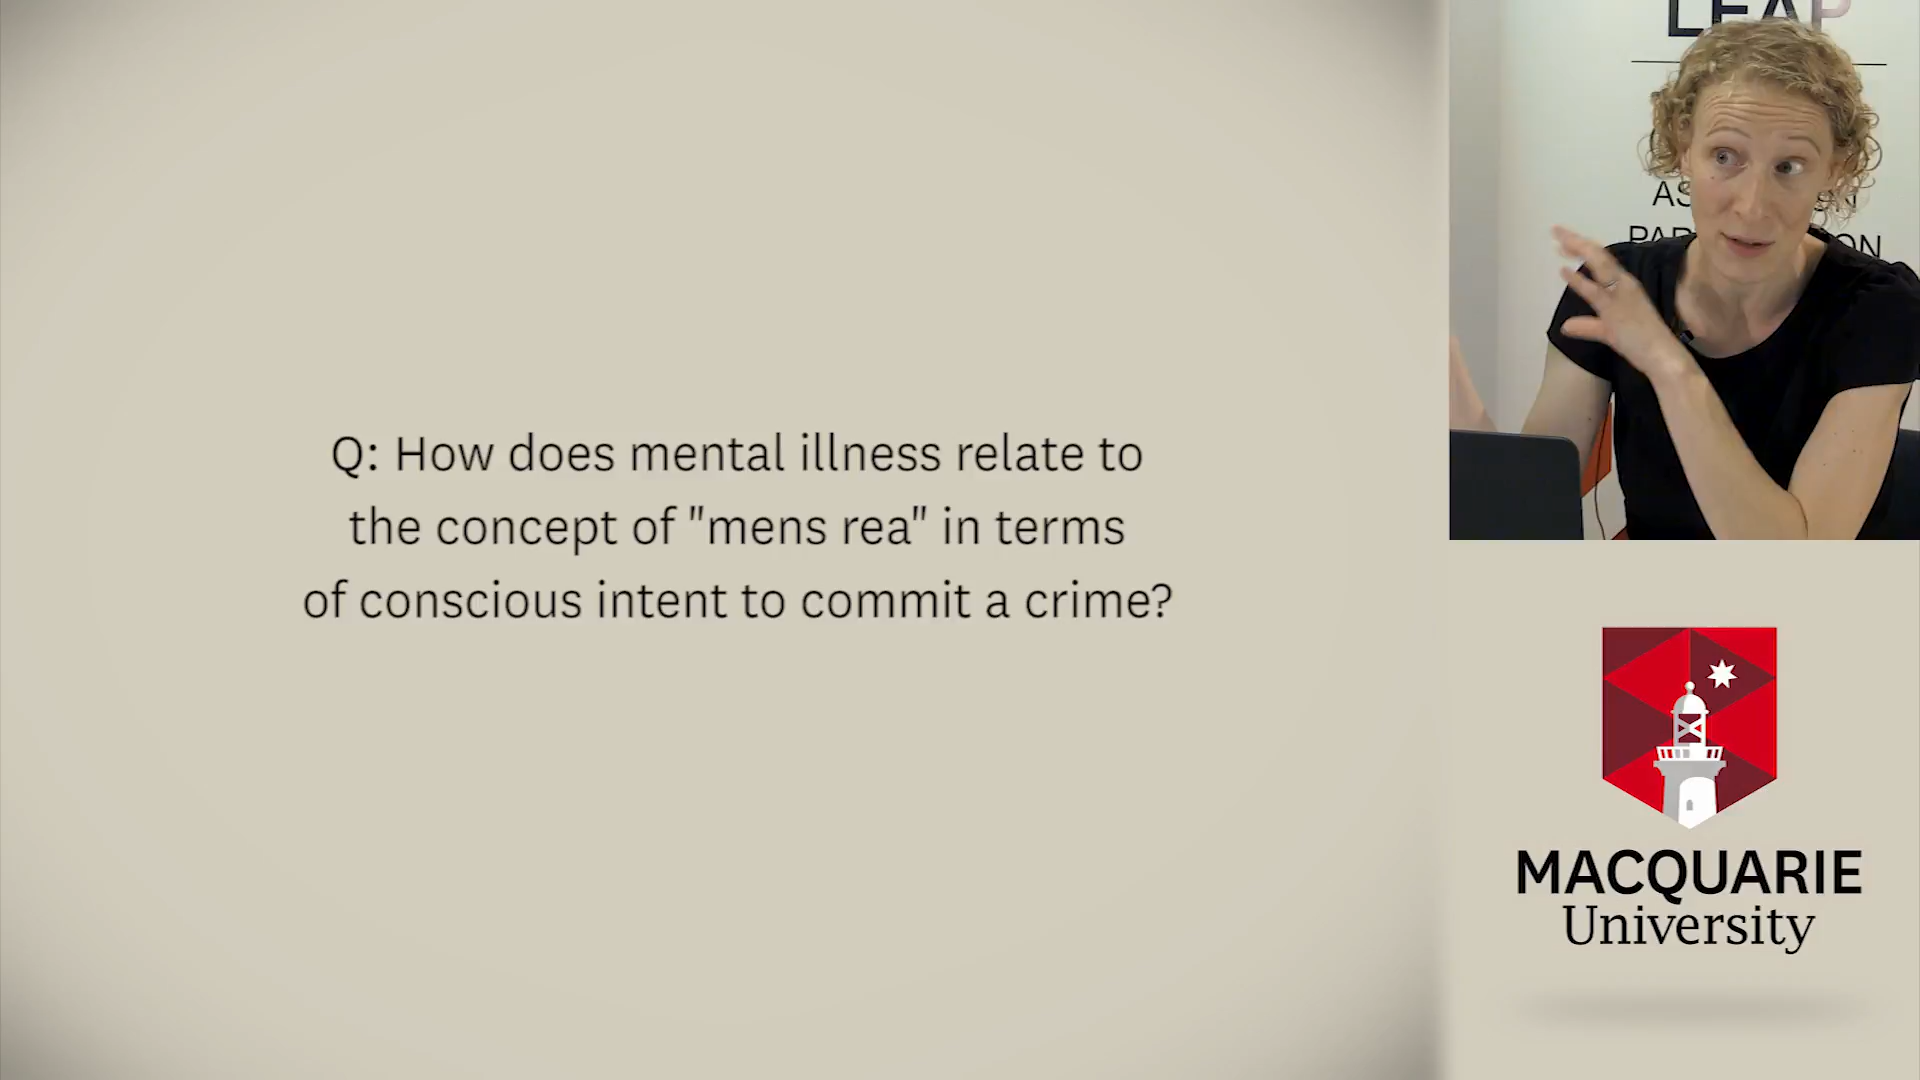 Q: How does mental illness relate to
the concept of "mens rea" in terms
of conscious intent to commit a crime?
LEAP
MACQUARIE
University